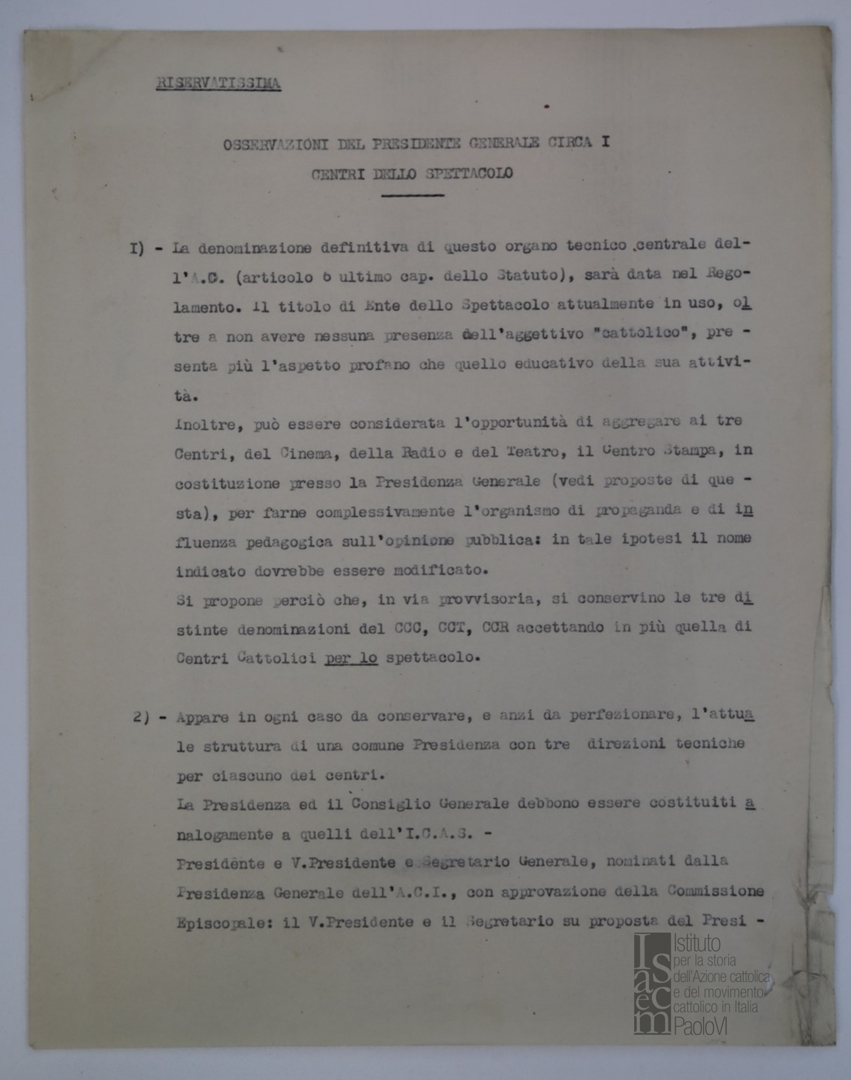 RISERVATISSIMA
OSSERVAZIONI DEL PRESIDENTE GENERALE CIRCA I
CENTRI DELLO SPETTACOLO
I) - La denominazione definitiva di questo organo tecnico centrale del-
l'A.C. (articolo 6 ultimo cap. dello Statuto), sarà data nel Rego-
lamento. Il titolo di Ente dello Spettacolo attualmente in uso, ol
tre a non avere nessuna presenza dell'aggettivo "cattolico", pre -
senta più l'aspetto profano che quello educativo della sua attivi-
tà.
Inoltre, può essere considerata l'opportunità di aggregare ai tre
Centri, del Cinema, della Radio e del Teatro, il Centro Stampa, in
costituzione presso la Presidenza Generale (vedi proposte di que -
sta), per farne complessivamente l'organismo di propaganda e di in
fluenza pedagogica sull'opinione pubblica: in tale ipotesi il nome
indicato dovrebbe essere modificato.
Si propone perciò che, in via provvisoria, si conservino le tre di
stinte denominazioni del CCC, CCT, CCR accettando in più quella di
Centri Cattolici per lo spettacolo.
2) - Appare in ogni caso da conservare, e anzi da perfezionare, l'attua
le struttura di una comune Presidenza con tre direzioni tecniche
per ciascuno dei centri.
La Presidenza ed il Consiglio Generale debbono essere costituiti a
nalogamente a quelli dell'I.C.A.S. -
Presidente e V.Presidente e Segretario Generale, nominati dalla
Presidenza Generale dell'A.C.I., con approvazione della Commissione
Episcopale: il V.Presidente e il Segretario su proposta del Presi -
Isacem
Istituto
per la storia
dell'Azione cattolica
e del movimento
cattolico in Italia
PaoloVI